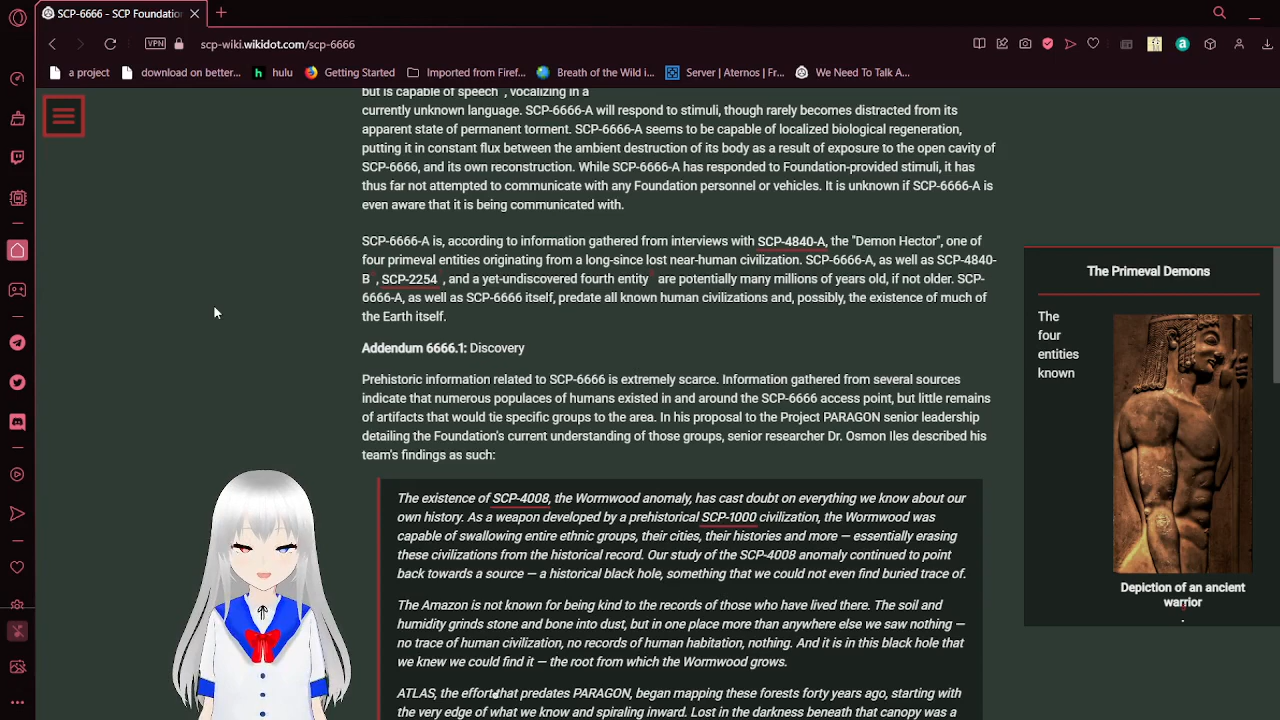 SCP-6666 - SCP Foundatio
scp-wiki.wikidot.com/scp-6666
VPN
a project
download on better...
hulu
Getting Started
Imported from Firef...
Breath of the Wild i...
Server | Aternos | Fr...
We Need To Talk A...
but is capable of speech , vocalizing in a
currently unknown language. SCP-6666-A will respond to stimuli, though rarely becomes distracted from its
apparent state of permanent torment. SCP-6666-A seems to be capable of localized biological regeneration,
putting it in constant flux between the ambient destruction of its body as a result of exposure to the open cavity of
SCP-6666, and its own reconstruction. While SCP-6666-A has responded to Foundation-provided stimuli, it has
thus far not attempted to communicate with any Foundation personnel or vehicles. It is unknown if SCP-6666-A is
even aware that it is being communicated with.
SCP-6666-A is, according to information gathered from interviews with SCP-4840-A, the "Demon Hector", one of
four primeval entities originating from a long-since lost near-human civilization. SCP-6666-A, as well as SCP-4840-
B , SCP-2254 , and a yet-undiscovered fourth entity are potentially many millions of years old, if not older. SCP-
6666-A, as well as SCP-6666 itself, predate all known human civilizations and, possibly, the existence of much of
the Earth itself.
Addendum 6666.1: Discovery
Prehistoric information related to SCP-6666 is extremely scarce. Information gathered from several sources
indicate that numerous populaces of humans existed in and around the SCP-6666 access point, but little remains
of artifacts that would tie specific groups to the area. In his proposal to the Project PARAGON senior leadership
detailing the Foundation's current understanding of those groups, senior researcher Dr. Osmon Iles described his
team's findings as such:
The existence of SCP-4008, the Wormwood anomaly, has cast doubt on everything we know about our
own history. As a weapon developed by a prehistorical SCP-1000 civilization, the Wormwood was
capable of swallowing entire ethnic groups, their cities, their histories and more — essentially erasing
these civilizations from the historical record. Our study of the SCP-4008 anomaly continued to point
back towards a source — a historical black hole, something that we could not even find buried trace of.
The Amazon is not known for being kind to the records of those who have lived there. The soil and
humidity grinds stone and bone into dust, but in one place more than anywhere else we saw nothing —
no trace of human civilization, no records of human habitation, nothing. And it is in this black hole that
we knew we could find it — the root from which the Wormwood grows.
ATLAS, the effort that predates PARAGON, began mapping these forests forty years ago, starting with
the very edge of what we know and spiraling inward. Lost in the darkness beneath that canopy was a
The Primeval Demons
The
four
entities
known
Depiction of an ancient
warrior
.